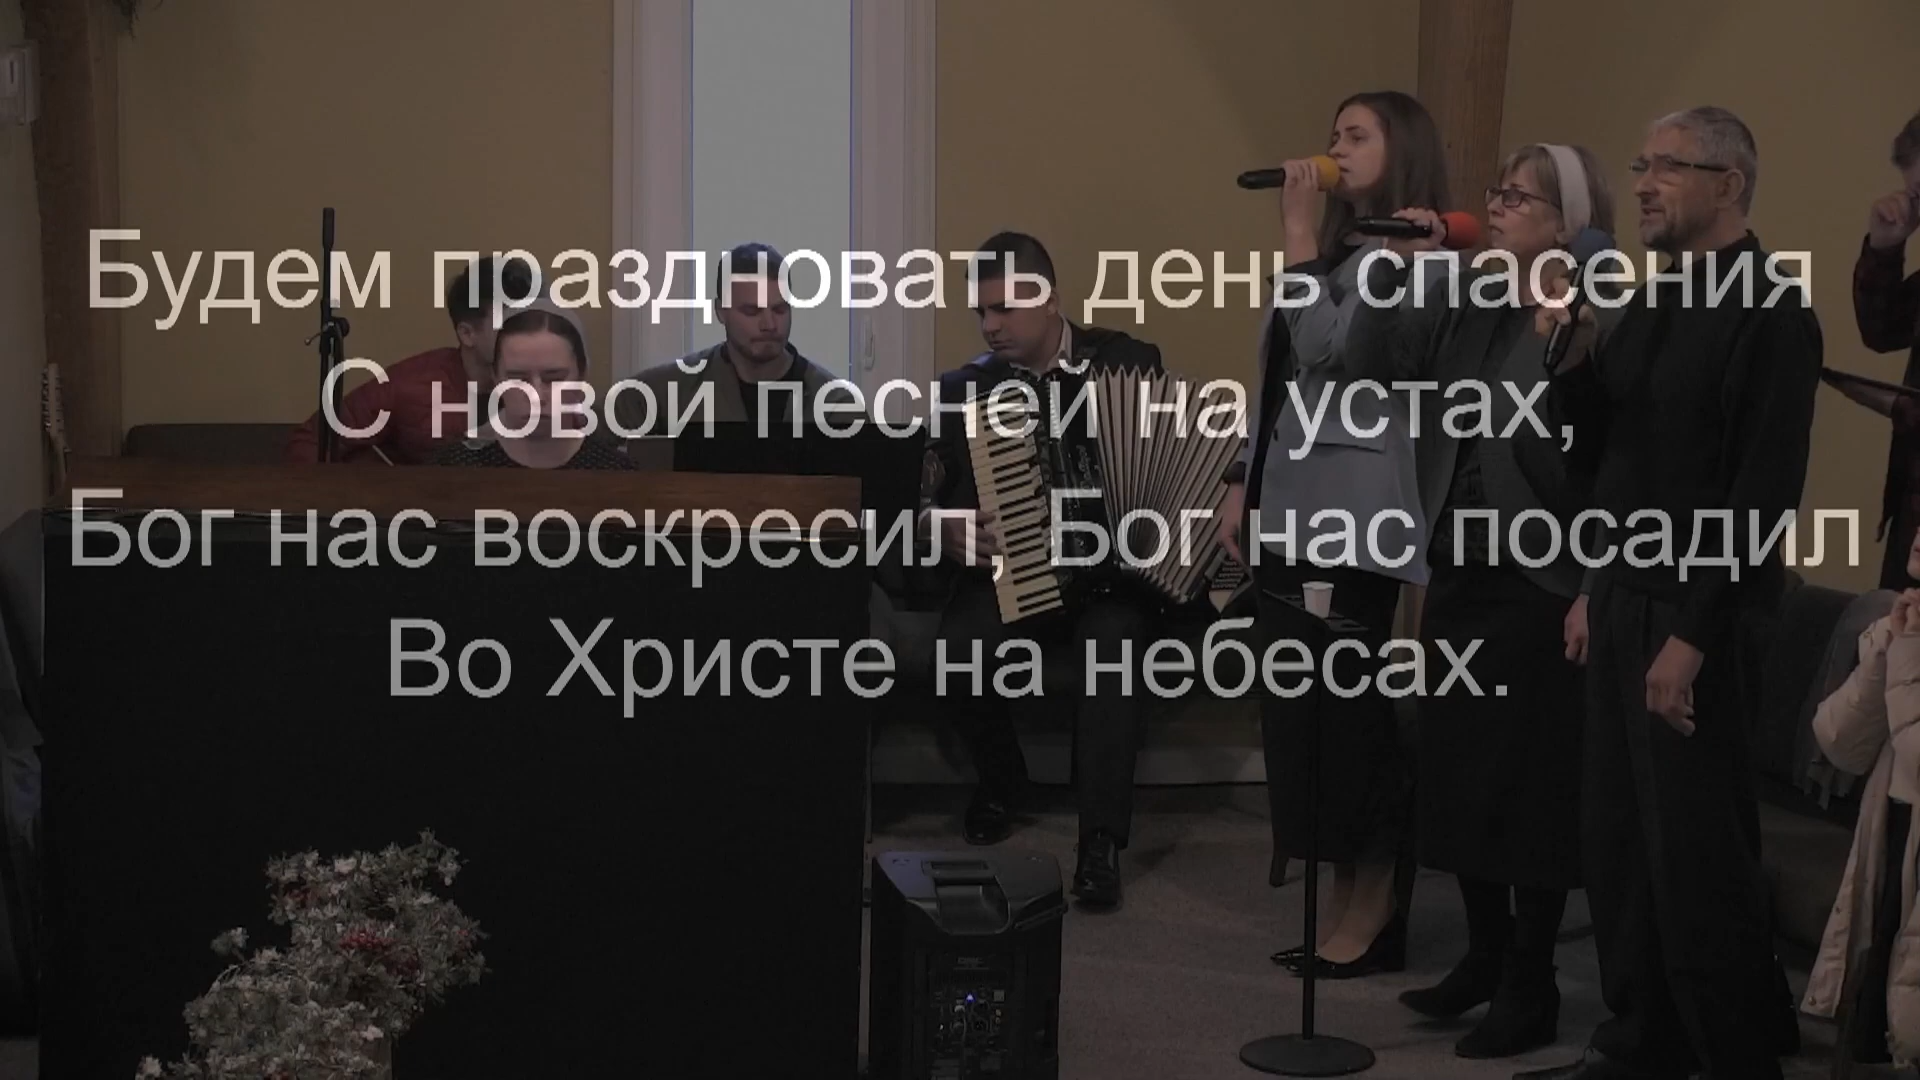 Будем праздновать день спасения
С новой песней на устах,
Бог нас воскресил, Бог нас посадил
Во Христе на небесах.